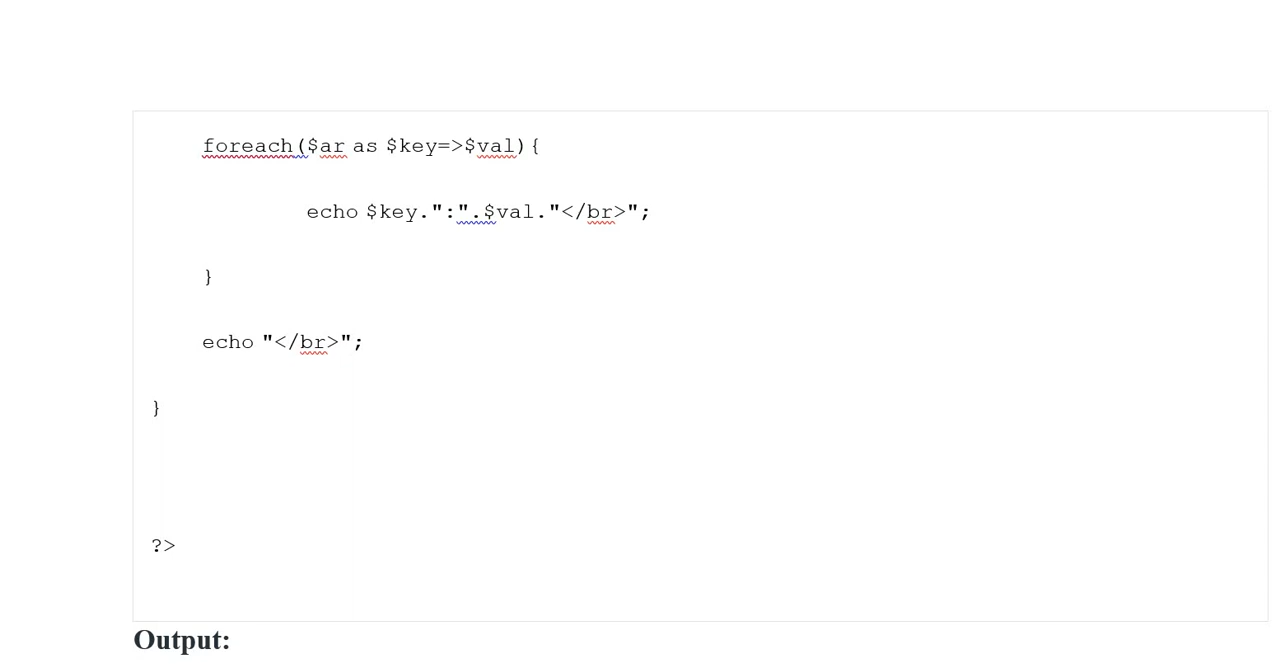 foreach($ar as $key=>$val){
echo $key.":".$val."</br>";
}
echo "</br>";
}
?>
Output: